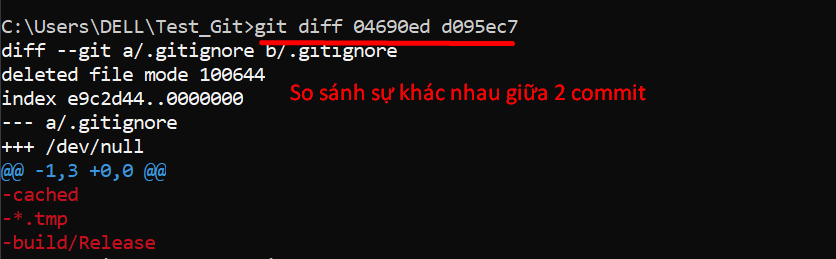 C:\Users\DELL\Test_Git>git diff 04690ed d095ec7
diff --git a/.gitignore b/.gitignore
deleted file mode 100644
index e9c2d44..0000000
So sánh sự khác nhau giữa 2 commit
--- a/.gitignore
+++ /dev/null
@@ -1,3 +0,0 @@
-cached
-*.tmp
-build/Release